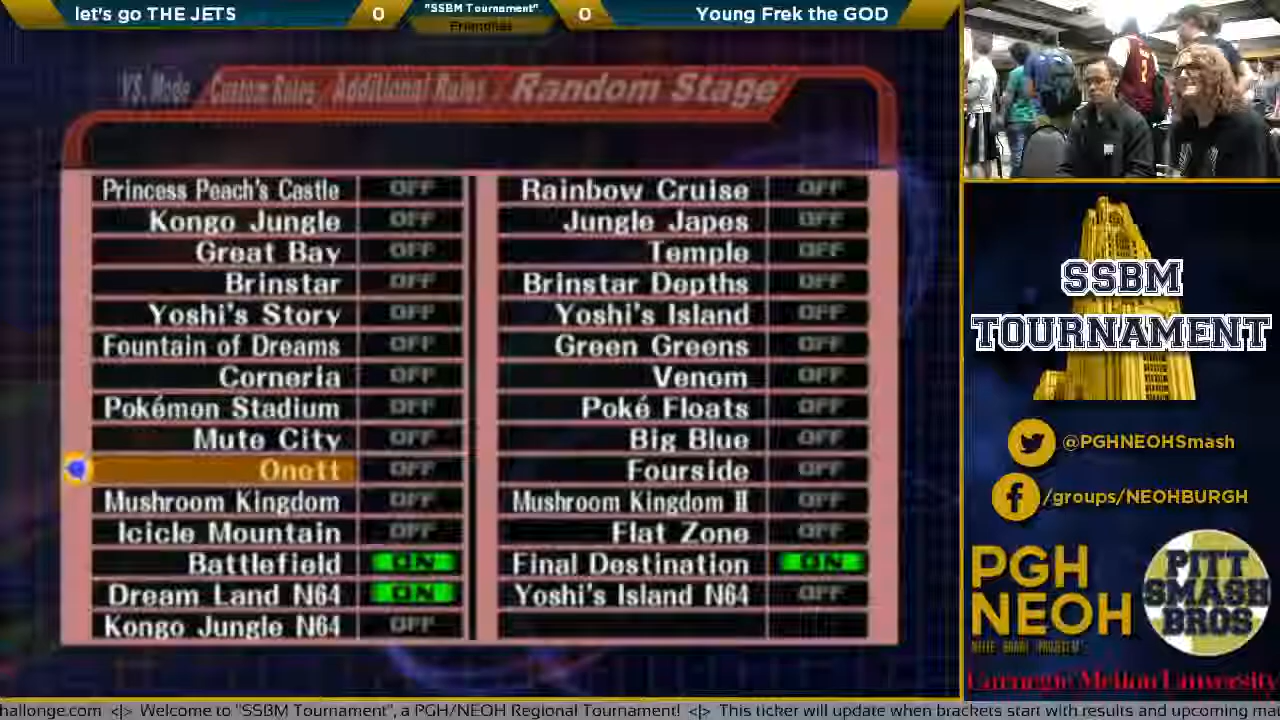 let's go THE JETS 0 "SSBM Tournament" 0 Young Frek the GOD
Friendlies
VS. Mode Custom Rules Additional Rules Random Stage
Princess Peach's Castle OFF Rainbow Cruise OFF
Kongo Jungle OFF Jungle Japes OFF
Great Bay OFF Temple OFF
Brinstar OFF Brinstar Depths OFF
Yoshi's Story OFF Yoshi's Island OFF
Fountain of Dreams OFF Green Greens OFF
Corneria OFF Venom OFF
Pokémon Stadium OFF Poké Floats OFF
Mute City OFF Big Blue OFF
Onett OFF Fourside OFF
Mushroom Kingdom OFF Mushroom Kingdom II OFF
Icicle Mountain OFF Flat Zone OFF
Battlefield ON Final Destination ON
Dream Land N64 ON Yoshi's Island N64 OFF
Kongo Jungle N64 OFF
SSBM
TOURNAMENT
@PGHNEOHSmash
/groups/NEOHBURGH
PGH
NEOH
PITT
SMASH
BROS
Carnegie Mellon University
hallonge.com <|> Welcome to "SSBM Tournament", a PGH/NEOH Regional Tournament! <|> This ticker will update when brackets start with results and upcoming ma